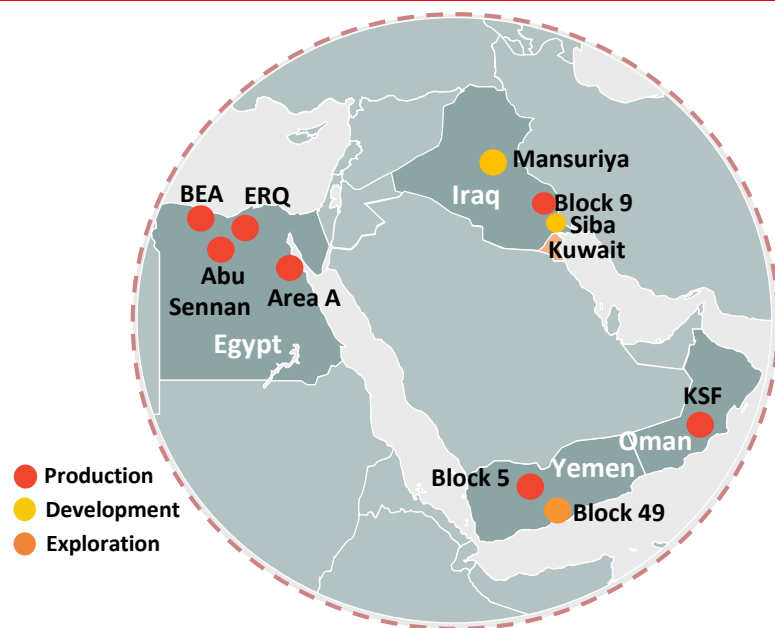 Mansuriya
Iraq
Block 9
Siba
Kuwait
BEA
ERQ
Abu
Sennan
Area A
Egypt
KSF
Oman
Yemen
Block 5
Block 49
Production
Development
Exploration